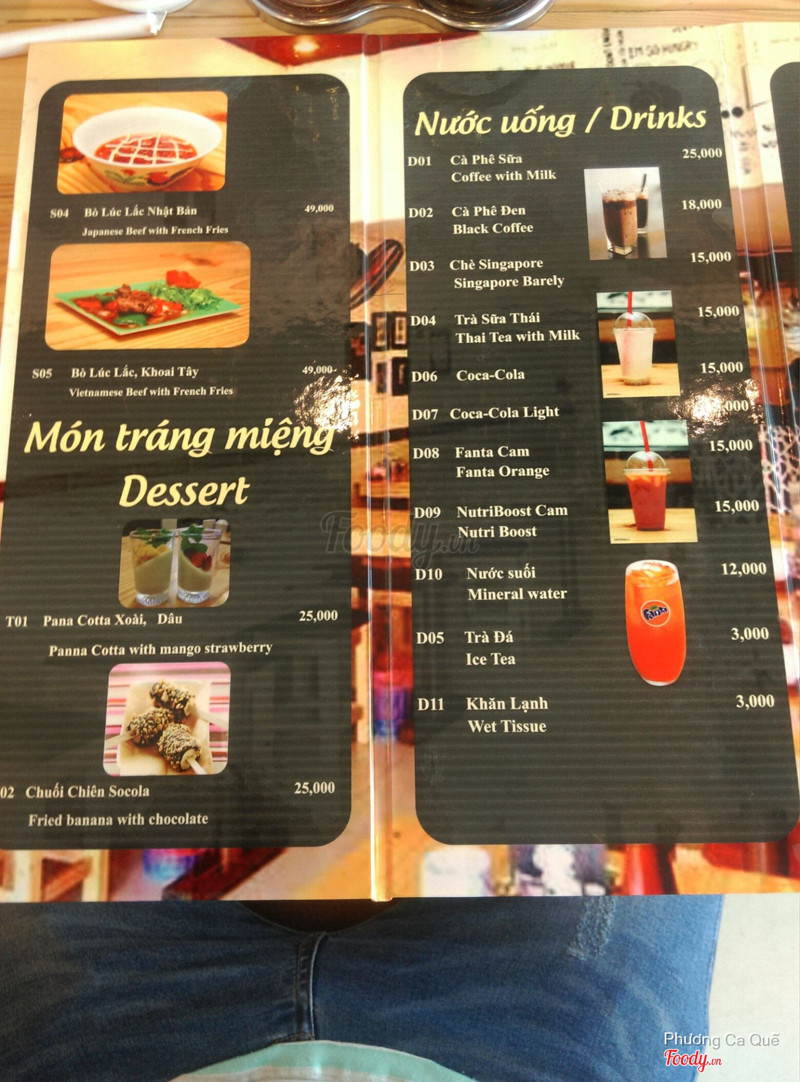 I'M SO HUNGRY
S04 Bò Lúc Lắc Nhật Bản 49,000
Japanese Beef with French Fries
S05 Bò Lúc Lắc, Khoai Tây 49,000
Vietnamese Beef with French Fries
Món tráng miệng
Dessert
T01 Pana Cotta Xoài, Dâu 25,000
Panna Cotta with mango strawberry
02 Chuối Chiên Socola 25,000
Fried banana with chocolate
Nước uống / Drinks
D01 Cà Phê Sữa 25,000
Coffee with Milk
D02 Cà Phê Đen 18,000
Black Coffee
D03 Chè Singapore 15,000
Singapore Barely
D04 Trà Sữa Thái 15,000
Thai Tea with Milk
D06 Coca-Cola 15,000
D07 Coca-Cola Light ,000
D08 Fanta Cam 15,000
Fanta Orange
D09 NutriBoost Cam 15,000
Nutri Boost
D10 Nước suối 12,000
Mineral water
Fanta
D05 Trà Đá 3,000
Ice Tea
D11 Khăn Lạnh 3,000
Wet Tissue
Foody.vn
Phương Ca Quẽ
Foody.vn